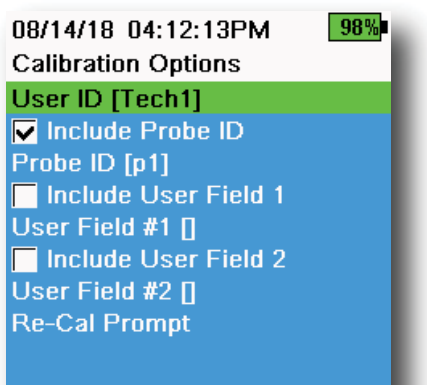 08/14/18 04:12:13PM 98%
Calibration Options
User ID [Tech1]
Include Probe ID
Probe ID [p1]
Include User Field 1
User Field #1 []
Include User Field 2
User Field #2 []
Re-Cal Prompt